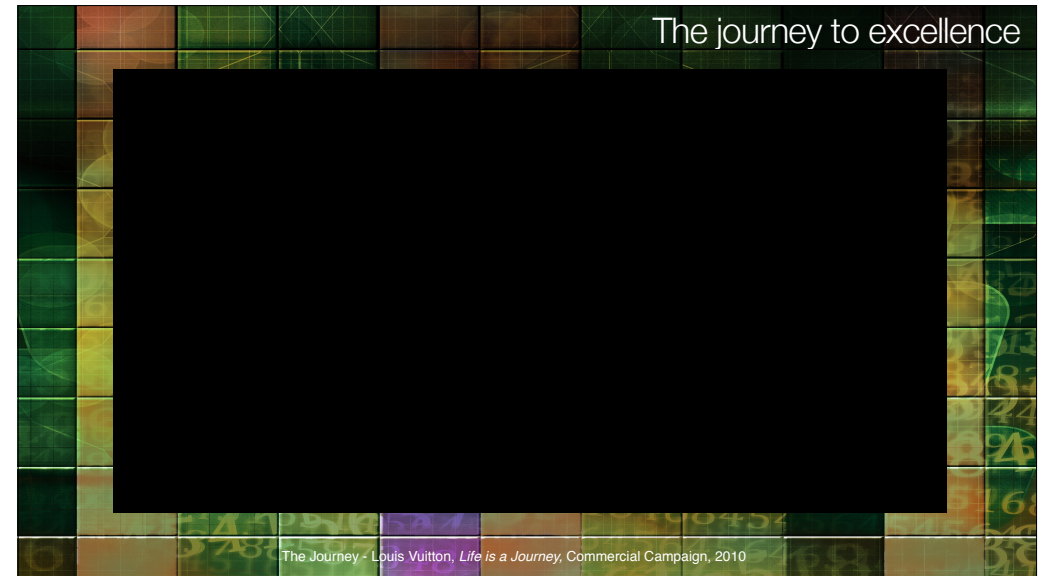 The journey to excellence
The Journey - Louis Vuitton, Life is a Journey, Commercial Campaign, 2010